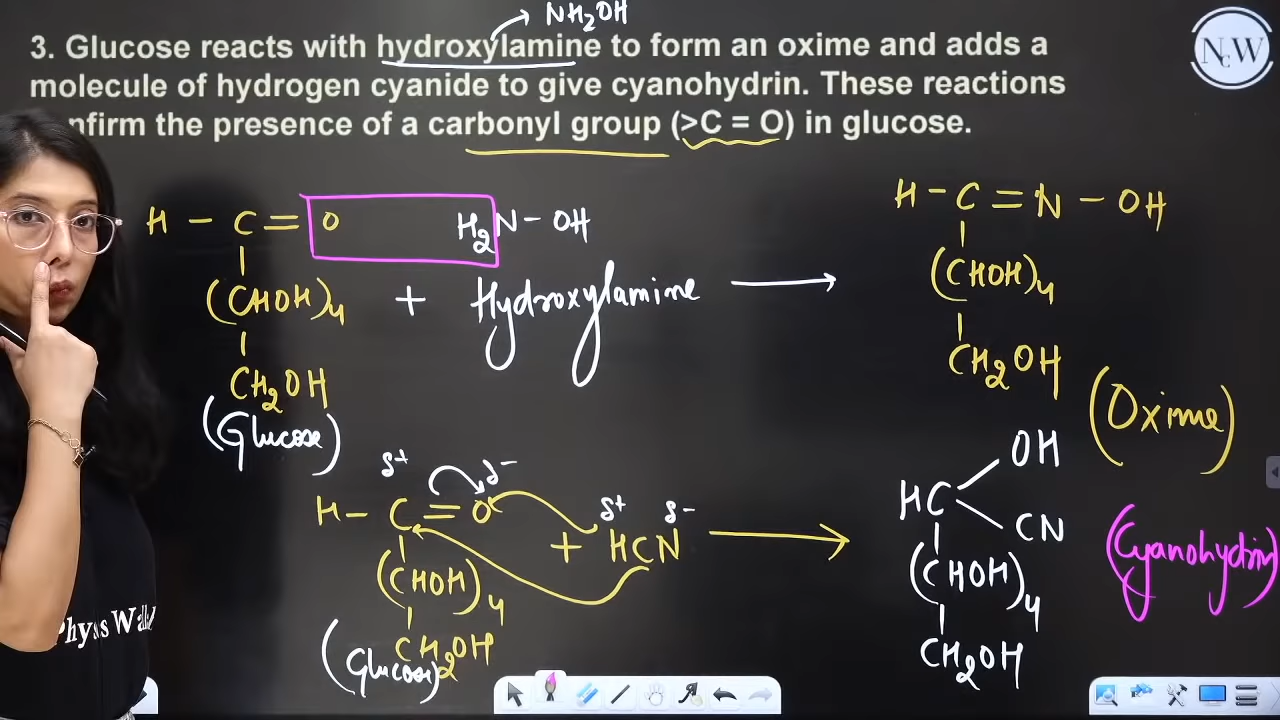 NH₂OH
3. Glucose reacts with hydroxylamine to form an oxime and adds a
molecule of hydrogen cyanide to give cyanohydrin. These reactions
nfirm the presence of a carbonyl group (>C = O) in glucose.
NCW
H – C = O H₂N – OH
(CHOH)₄ + Hydroxylamine ⟶
CH₂OH
(Glucose)
H – C = N – OH
(CHOH)₄
CH₂OH
(Oxime)
δ+ δ–
H – C = O + HCN ⟶
δ+ δ–
(CHOH)₄
CH₂OH
(Glucose)
OH
HC
CN
(CHOH)₄
CH₂OH
(Cyanohydrin)